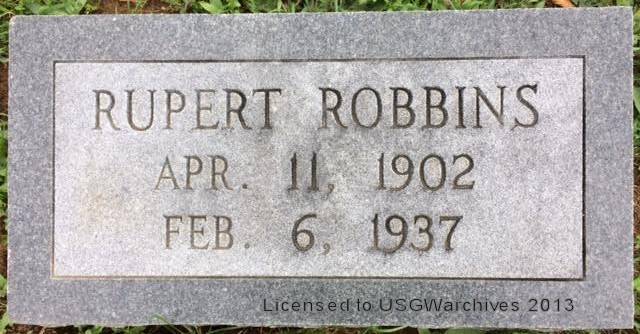 RUPERT ROBBINS
APR. 11, 1902
FEB. 6, 1937
Licensed to USGWarchives 2013